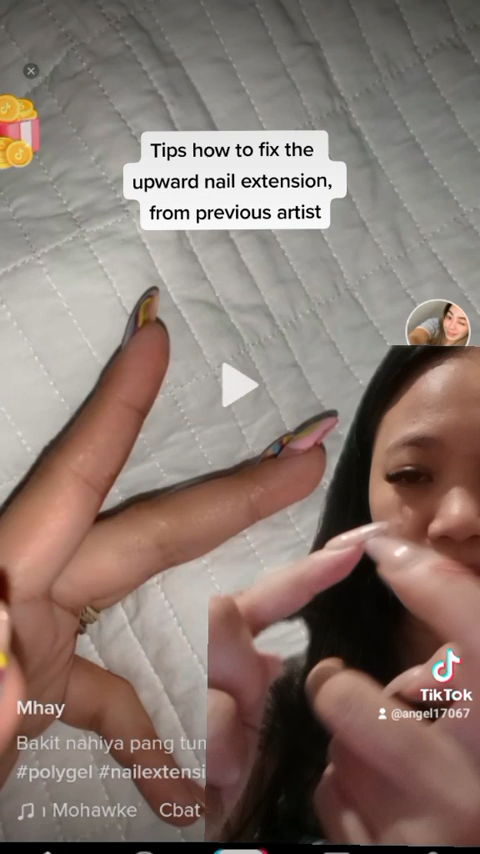 Tips how to fix the
upward nail extension,
from previous artist
TikTok
@angel17067
Mhay
Bakit nahiya pang
#polygel #nailextensi
Mohawke Cbat